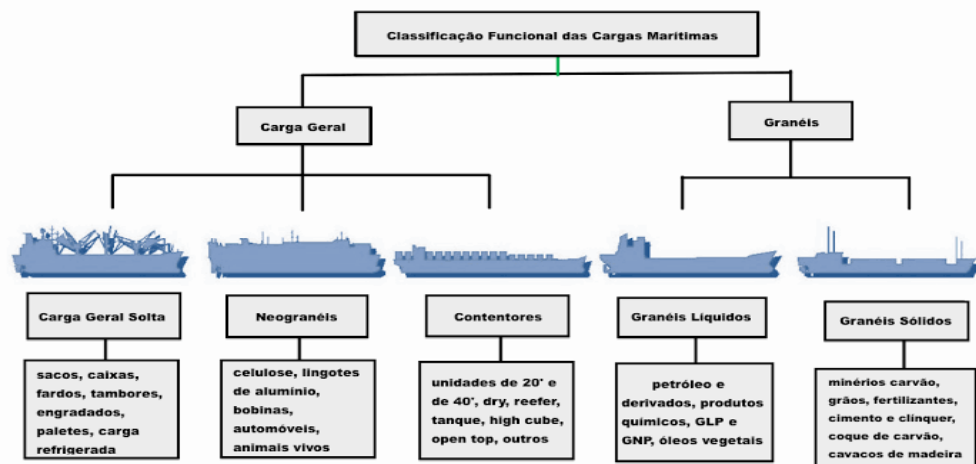 Classificação Funcional das Cargas Marítimas
Carga Geral
Granéis
Carga Geral Solta
Neogranéis
Contentores
Granéis Líquidos
Granéis Sólidos
sacos, caixas,
fardos, tambores,
engradados,
paletes, carga
refrigerada
celulose, lingotes
de alumínio,
bobinas,
automóveis,
animais vivos
unidades de 20' e
de 40', dry, reefer,
tanque, high cube,
open top, outros
petróleo e
derivados, produtos
químicos, GLP e
GNP, óleos vegetais
minérios carvão,
grãos, fertilizantes,
cimento e clínquer,
coque de carvão,
cavacos de madeira